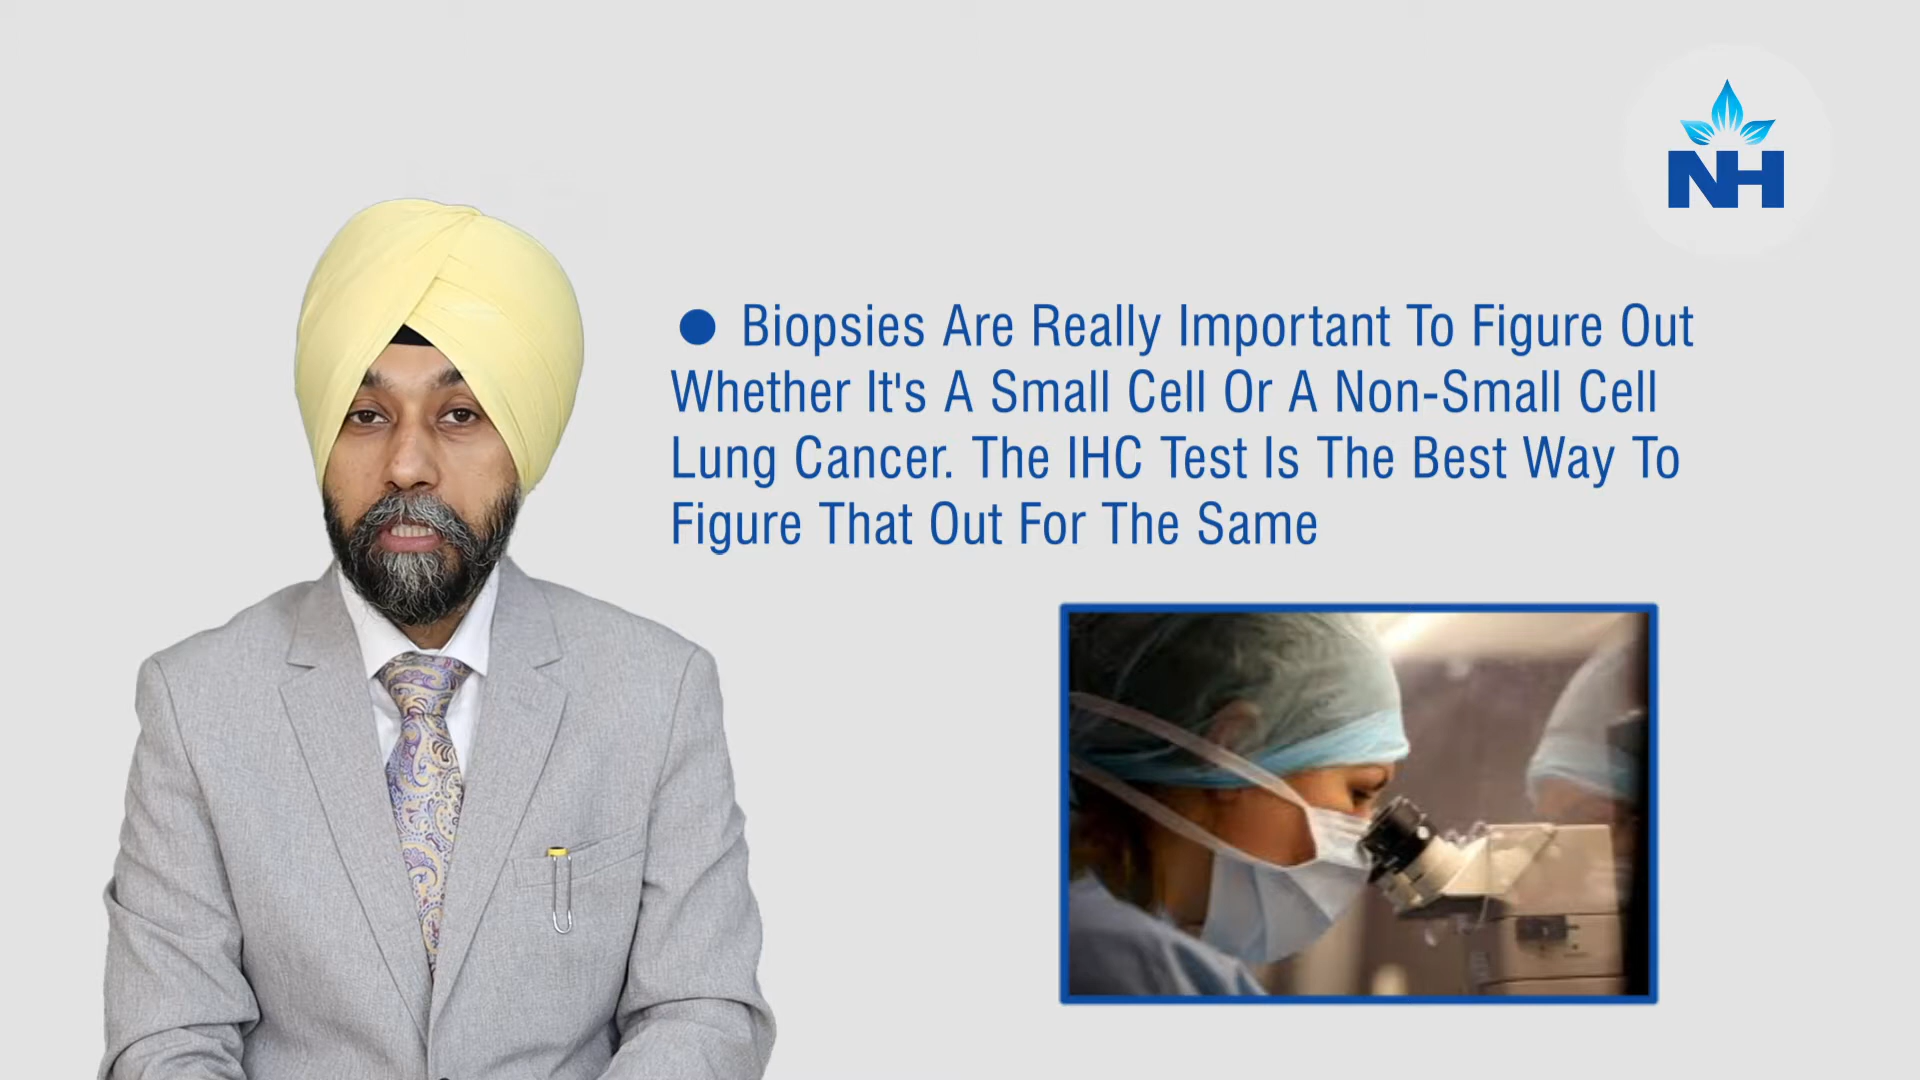 NH
● Biopsies Are Really Important To Figure Out
Whether It's A Small Cell Or A Non-Small Cell
Lung Cancer. The IHC Test Is The Best Way To
Figure That Out For The Same